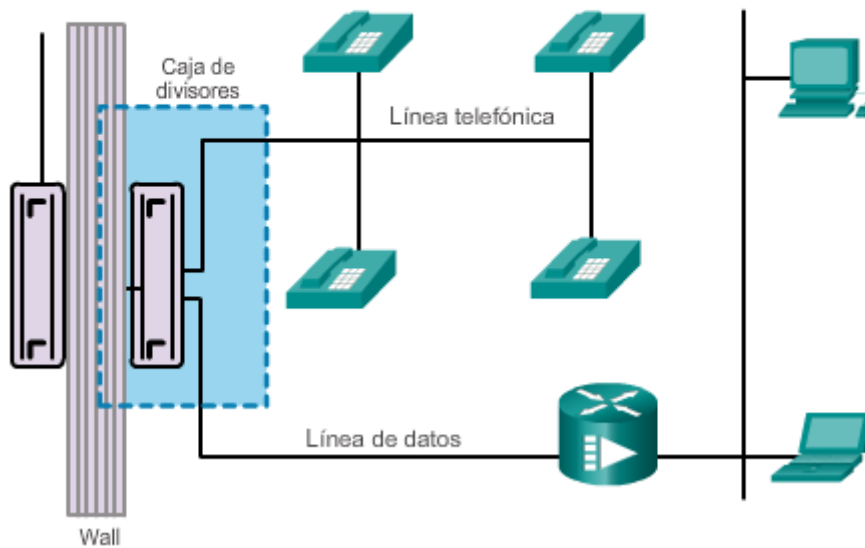 Caja de
divisores
Línea telefónica
Línea de datos
Wall